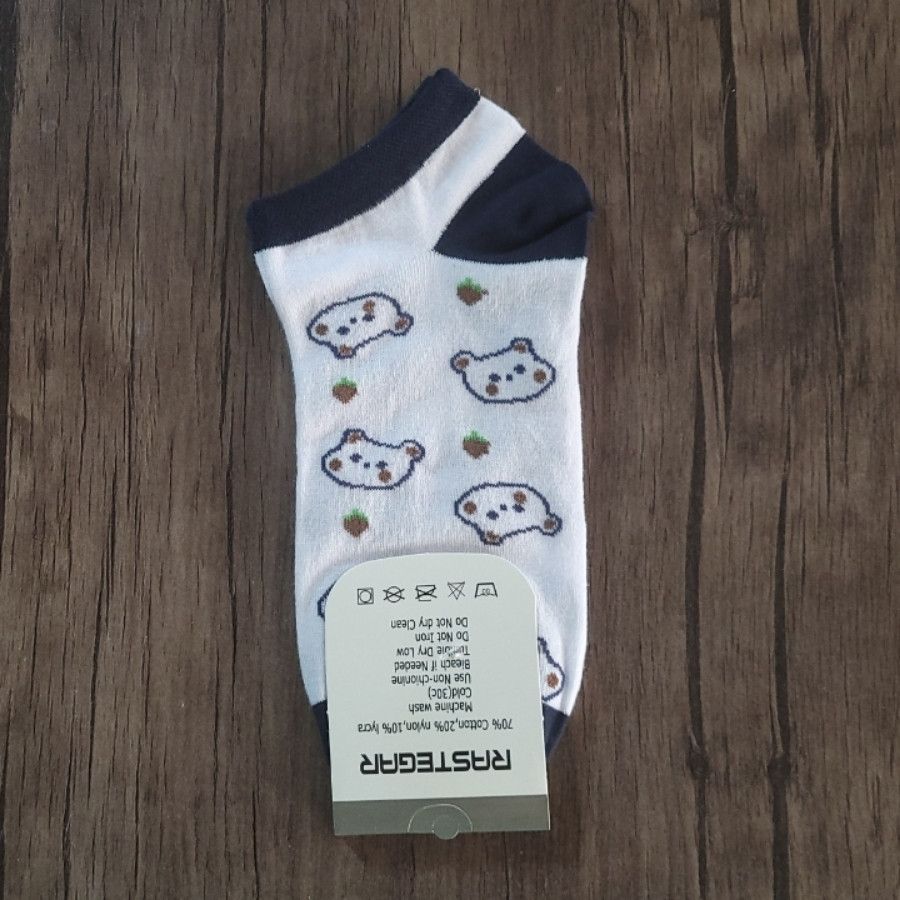 RASTEGAR
70% Cotton,20% nylon,10% lycra
Machine wash
Cold(30c)
Use Non-chionine
Bleach if Needed
Tumble Dry Low
Do Not Iron
Do Not dry Clean